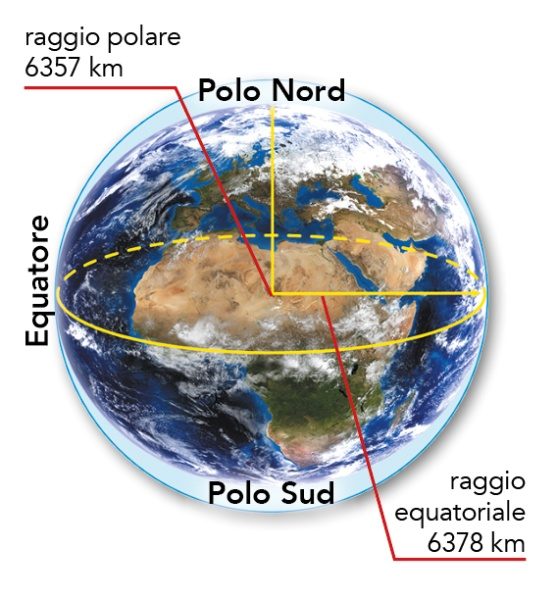 raggio polare
6357 km
Polo Nord
Equatore
Polo Sud
raggio
equatoriale
6378 km